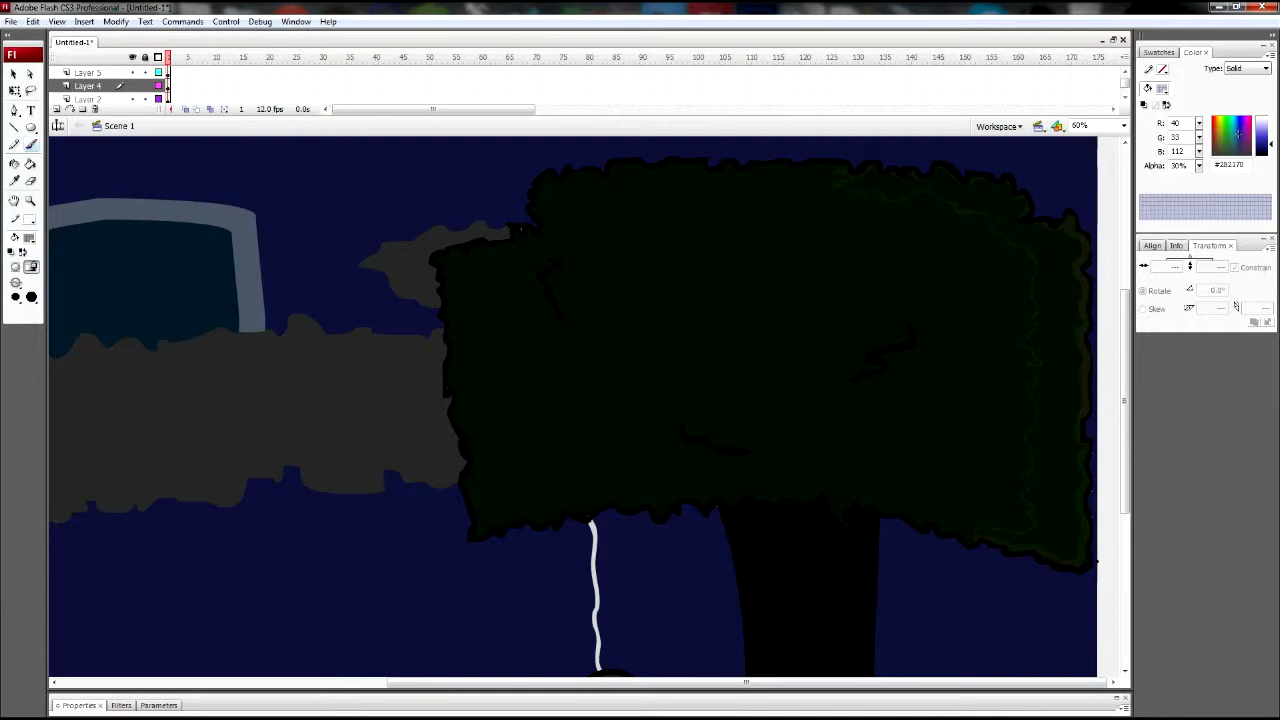 Fl Adobe Flash CS3 Professional - [Untitled-1*]
File Edit View Insert Modify Text Commands Control Debug Window Help
Untitled-1*
5 10 15 20 25 30 35 40 45 50 55 60 65 70 75 80 85 90 95 100 105 110 115 120 125 130 135 140 145 150 155 160 165 170 175
Layer 5
Layer 4
Layer 2
1 12.0 fps 0.0s
Scene 1
Workspace 60%
Fl
Swatches Color
Type: Solid
R: 40
G: 33
B: 112
Alpha: 30%
#282170
Align Info Transform
Constrain
Rotate 0.0°
Skew
Properties Filters Parameters